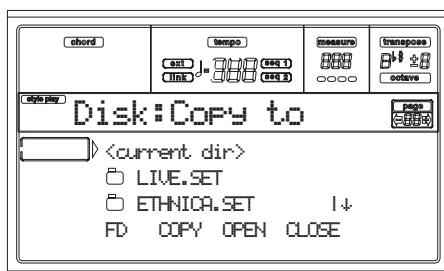 chord tempo measure transpose
ext seq 1
link seq 2
octave
style play Disk:Copy to page
<current dir>
LIVE.SET
ETHNICA.SET
FD COPY OPEN CLOSE